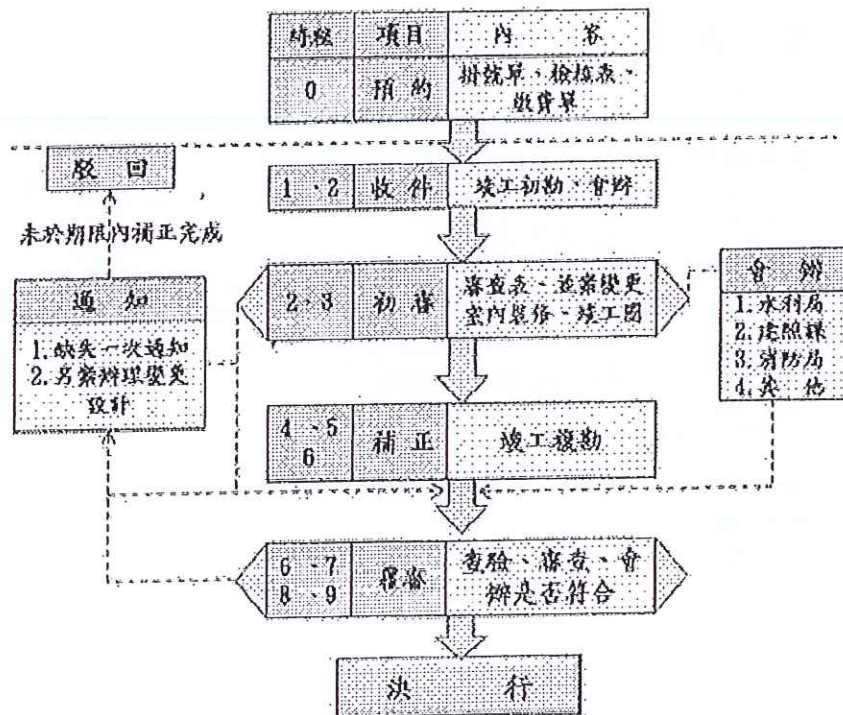 時程 項目 內 容
0 預約 掛號單、檢核表、
繳費單
駁 回
1、2 收件 竣工初勘、會辦
未於期限內補正完成
通 知
1.缺失一次通知
2.另案辦理變更
設計
2、3 初審 審查表、並案變更
室內裝修、竣工圖
會 辦
1.水利局
2.建照課
3.消防局
4.其 他
4、5
6 補正 竣工複勘
6、7
8、9 複審 查驗、審查、會
辦是否符合
決 行